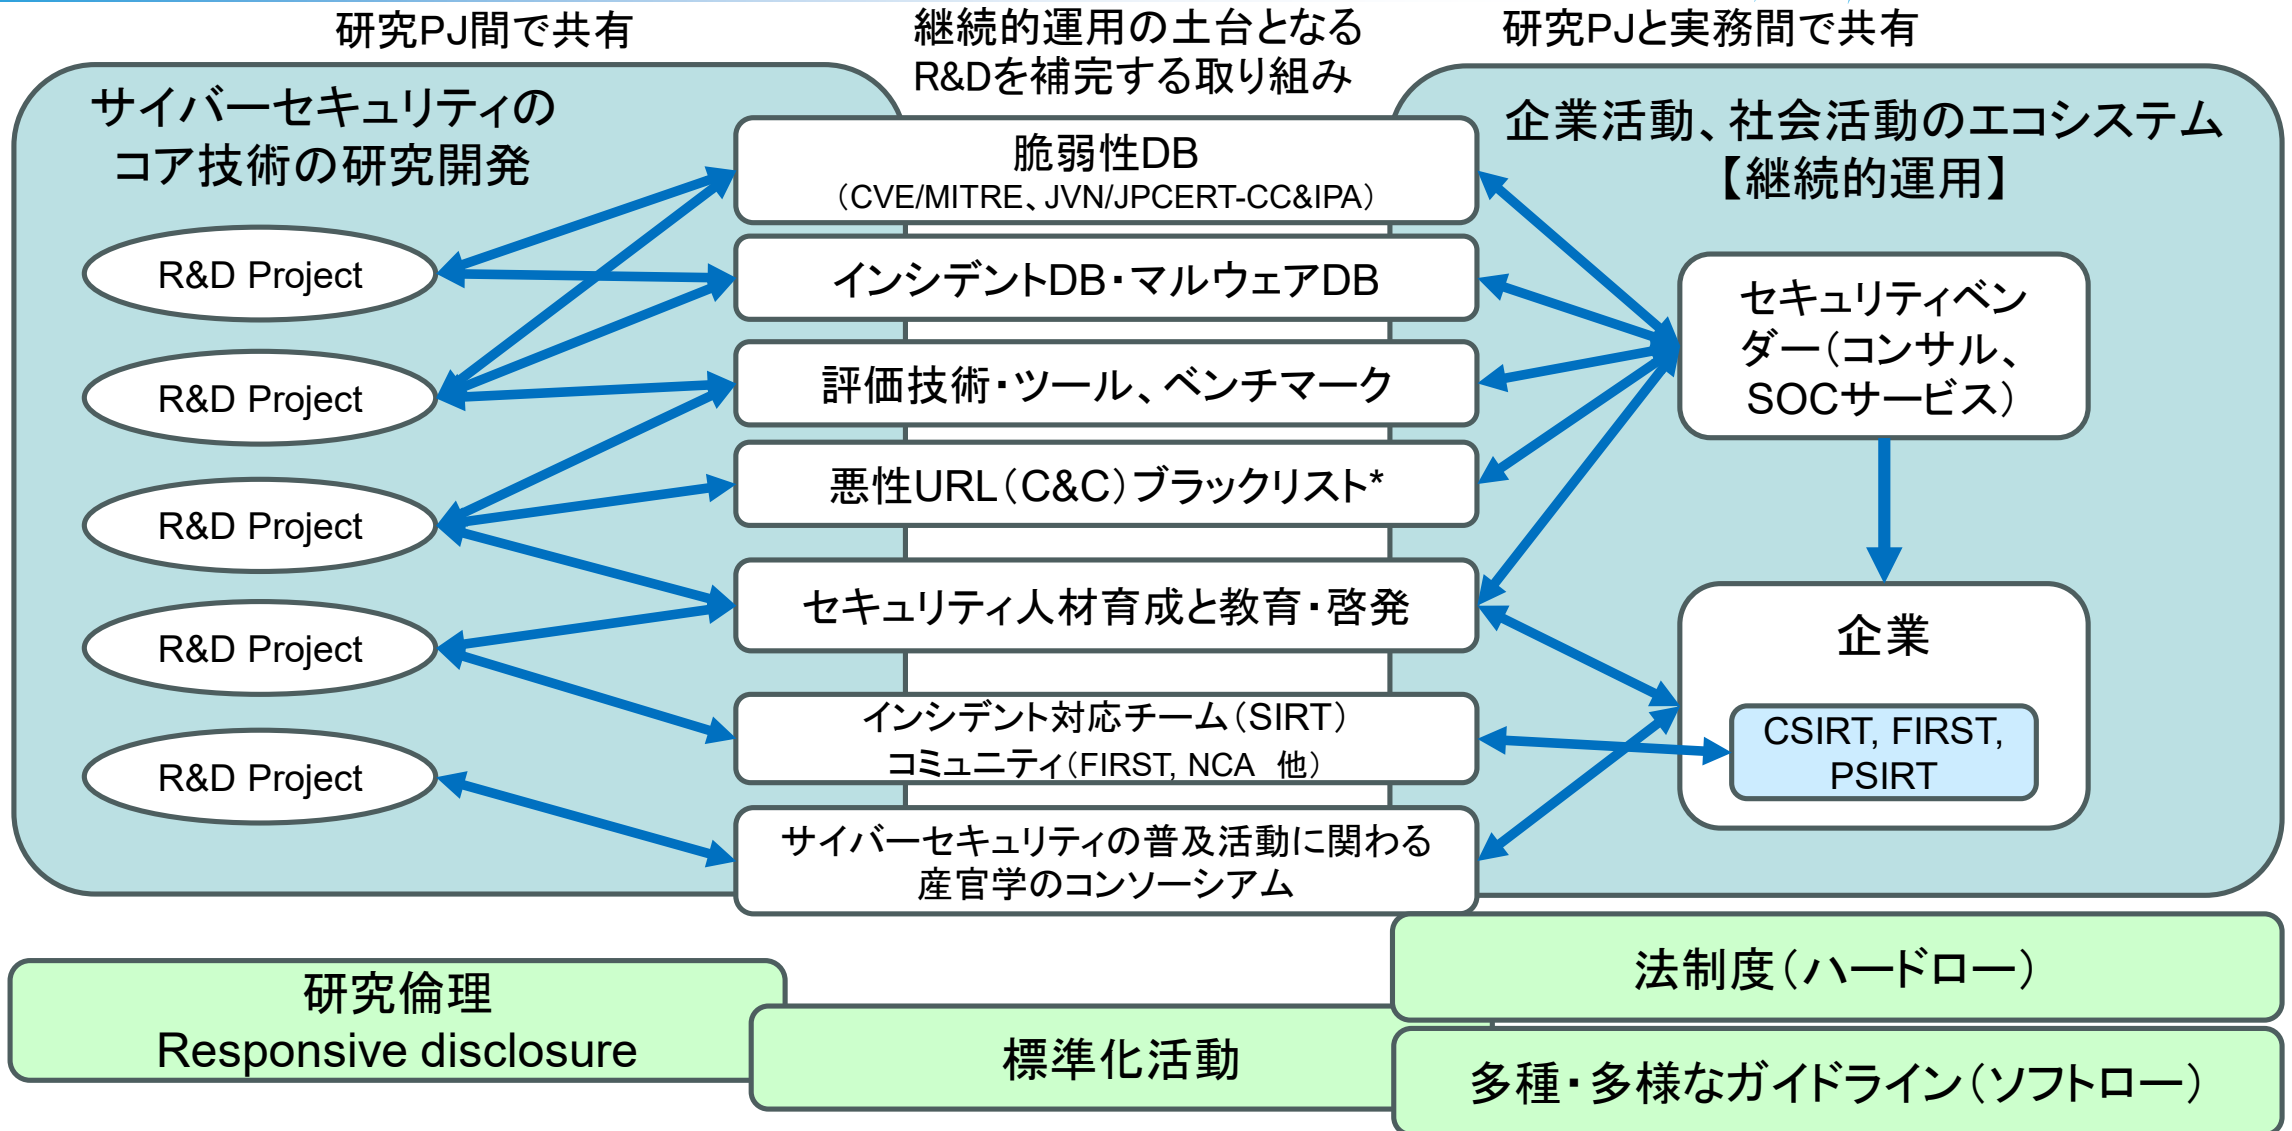 研究PJ間で共有
継続的運用の土台となる
R&Dを補完する取り組み
研究PJと実務間で共有
サイバーセキュリティの
コア技術の研究開発
R&D Project
R&D Project
R&D Project
R&D Project
R&D Project
脆弱性DB
（CVE/MITRE、JVN/JPCERT-CC&IPA）
インシデントDB・マルウェアDB
評価技術・ツール、ベンチマーク
悪性URL（C&C）ブラックリスト*
セキュリティ人材育成と教育・啓発
インシデント対応チーム（SIRT）
コミュニティ（FIRST, NCA　他）
サイバーセキュリティの普及活動に関わる
産官学のコンソーシアム
企業活動、社会活動のエコシステム
【継続的運用】
セキュリティベン
ダー（コンサル、
SOCサービス）
企業
CSIRT, FIRST,
PSIRT
研究倫理
Responsive disclosure
標準化活動
法制度（ハードロー）
多種・多様なガイドライン（ソフトロー）